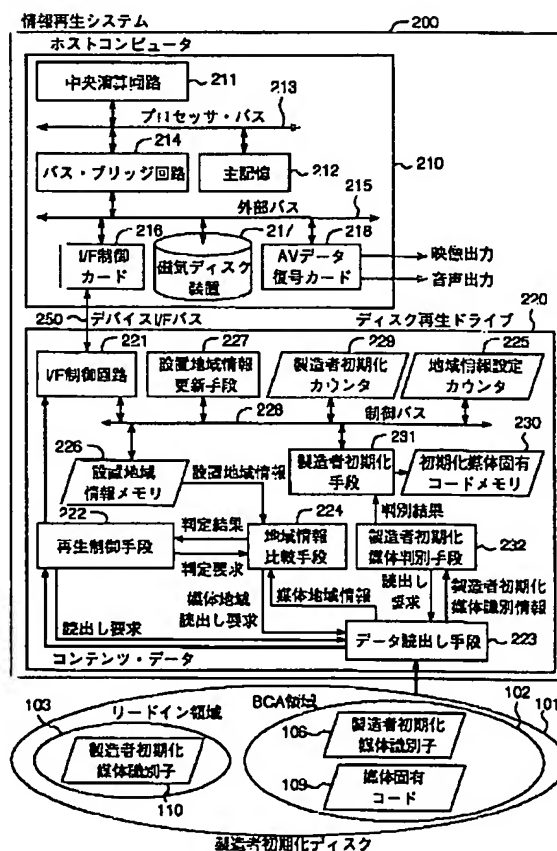 情報再生システム
200
ホストコンピュータ
中央演算回路
211
プロセッサ・バス
213
214
バス・ブリッジ回路
主記憶
212
210
外部バス
215
216
I/F制御
カード
217
磁気ディスク
装置
218
AVデータ
復号カード
映像出力
音声出力
250
デバイスI/Fバス
ディスク再生ドライブ
220
221
I/F制御回路
227
設置地域情報
更新手段
229
製造者初期化
カウンタ
225
地域情報設定
カウンタ
228
制御バス
226
設置地域
情報メモリ
設置地域情報
231
製造者初期化
手段
230
初期化媒体固有
コードメモリ
222
再生制御手段
判定結果
判定要求
224
地域情報
比較手段
判別結果
製造者初期化
媒体判別手段
232
媒体地域
読出し要求
媒体地域情報
読出し
要求
製造者初期化
媒体識別情報
読出し要求
データ読出し手段
223
コンテンツ・データ
103
リードイン領域
製造者初期化
媒体識別子
110
BCA領域
102
101
106
製造者初期化
媒体識別子
109
媒体固有
コード
製造者初期化ディスク